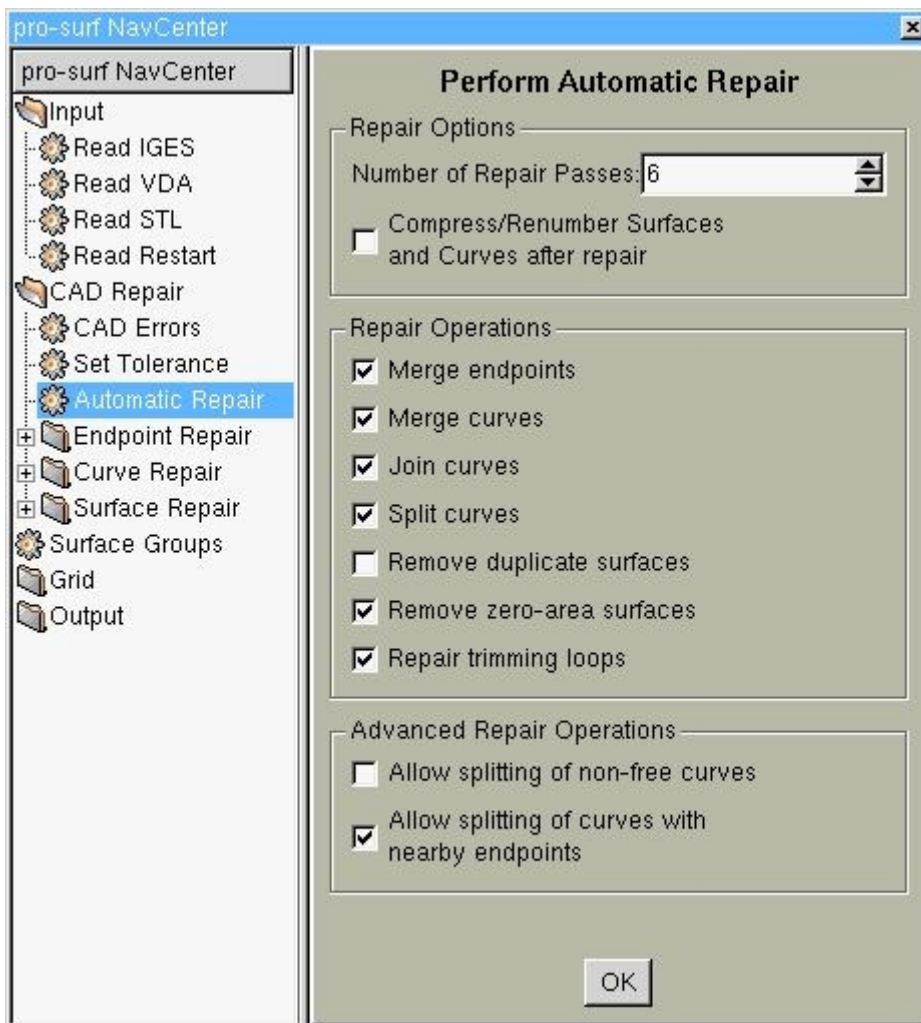 pro-surf NavCenter
pro-surf NavCenter
Input
Read IGES
Read VDA
Read STL
Read Restart
CAD Repair
CAD Errors
Set Tolerance
Automatic Repair
Endpoint Repair
Curve Repair
Surface Repair
Surface Groups
Grid
Output
Perform Automatic Repair
Repair Options
Number of Repair Passes: 6
Compress/Renumber Surfaces
and Curves after repair
Repair Operations
Merge endpoints
Merge curves
Join curves
Split curves
Remove duplicate surfaces
Remove zero-area surfaces
Repair trimming loops
Advanced Repair Operations
Allow splitting of non-free curves
Allow splitting of curves with
nearby endpoints
OK